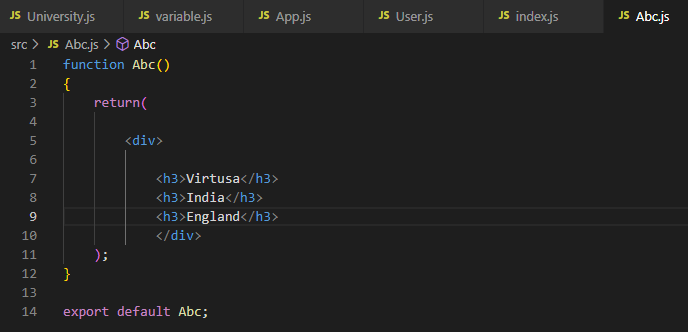 JS University.js JS variable.js JS App.js JS User.js JS index.js JS Abc.js
src > JS Abc.js > Abc
1 function Abc()
2 {
3     return(
4
5         <div>
6
7             <h3>Virtusa</h3>
8             <h3>India</h3>
9             <h3>England</h3>
10             </div>
11     );
12 }
13
14 export default Abc;